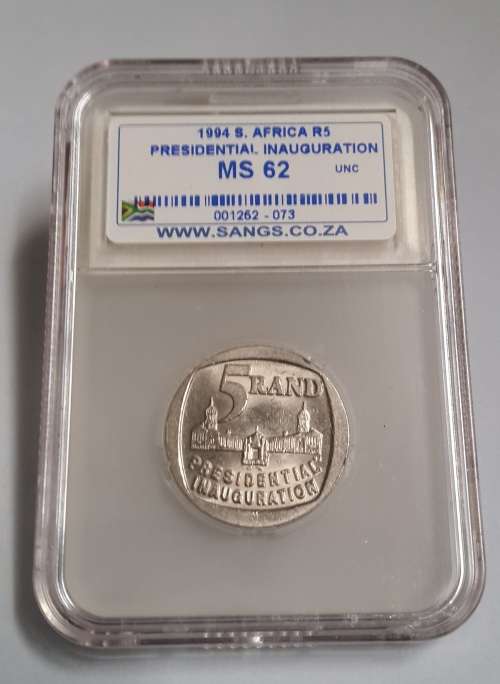 1994 S. AFRICA R5
PRESIDENTIAL INAUGURATION
MS 62 UNC
001262 - 073
WWW.SANGS.CO.ZA
5 RAND
PRESIDENTIAL
INAUGURATION